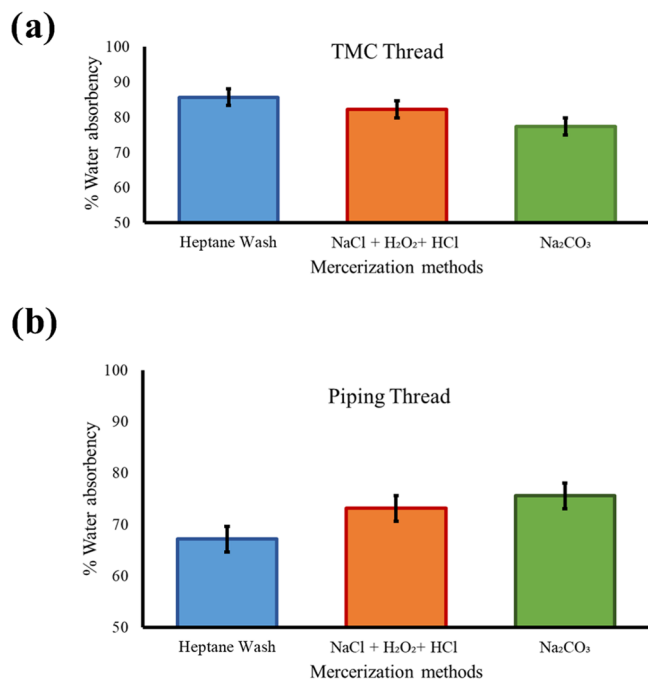 (a)
TMC Thread
% Water absorbency
100
90
80
70
60
50
Heptane Wash
NaCl + H₂O₂+ HCl
Na₂CO₃
Mercerization methods
(b)
Piping Thread
% Water absorbency
100
90
80
70
60
50
Heptane Wash
NaCl + H₂O₂+ HCl
Na₂CO₃
Mercerization methods